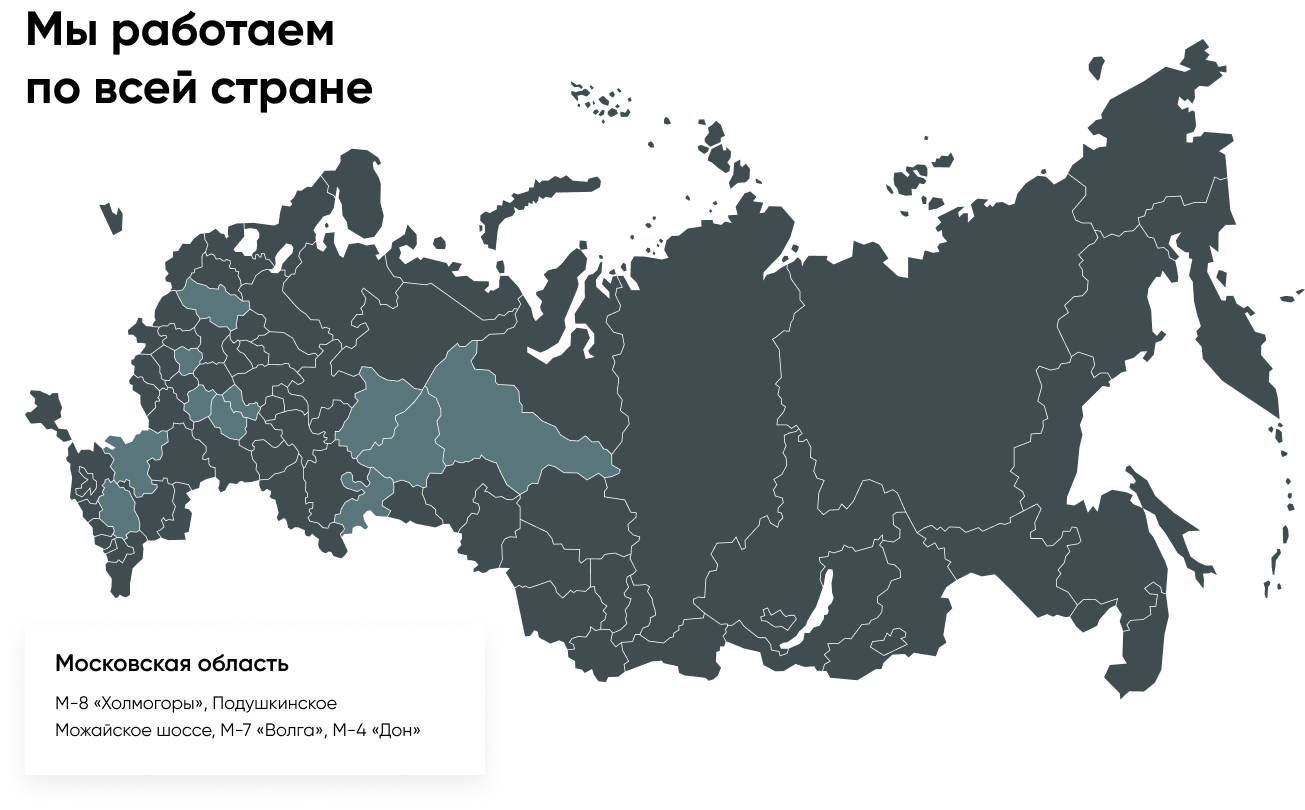 Мы работаем
по всей стране
Московская область
М-8 «Холмогоры», Подушкинское
Можайское шоссе, М-7 «Волга», М-4 «Дон»